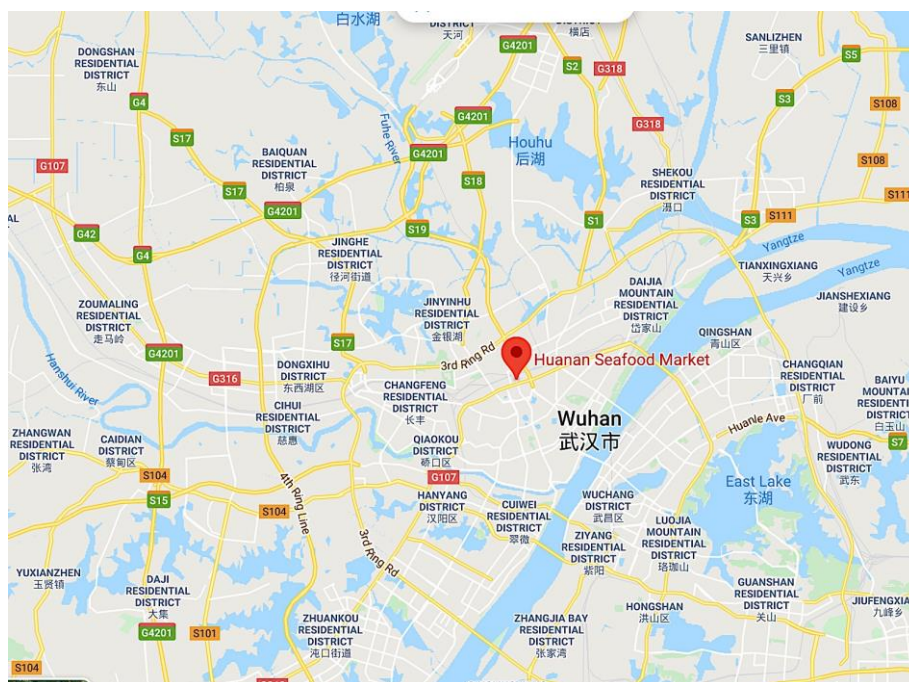 白水湖
DISTRICT
天河
DISTRICT
横店
G4201
S2
G318
SANLIZHEN
三里镇
S5
DONGSHAN
RESIDENTIAL
DISTRICT
东山
G4
S3
S108
G4201
G318
S17
Fuhe River
G4201
Houhu
后湖
G107
BAIQUAN
RESIDENTIAL
DISTRICT
柏泉
S17
S18
SHEKOU
RESIDENTIAL
DISTRICT
滠口
S108
S111
G4201
S111
S3
S1
G42
G4
S19
JINGHE
RESIDENTIAL
DISTRICT
径河街道
Yangtze
Yangtze
TIANXINGXIANG
天兴乡
ZOUMALING
RESIDENTIAL
DISTRICT
走马岭
JINYINHU
RESIDENTIAL
DISTRICT
金银湖
DAIJIA
MOUNTAIN
RESIDENTIAL
DISTRICT
岱家山
JIANSHEXIANG
建设乡
QINGSHAN
青山区
G4201
S17
3rd Ring Rd
Huanan Seafood Market
DONGXIHU
DISTRICT
东西湖区
G316
CHANGFENG
RESIDENTIAL
DISTRICT
长丰
CHANGQIAN
RESIDENTIAL
DISTRICT
厂前
Hanshui River
CIHUI
RESIDENTIAL
DISTRICT
慈惠
Wuhan
武汉市
BAIYU
MOUNTAIN
RESIDENTIAL
DISTRICT
白玉山
Huanle Ave
S7
ZHANGWAN
RESIDENTIAL
DISTRICT
张湾
CAIDIAN
DISTRICT
蔡甸区
QIAOKOU
DISTRICT
硚口区
WUDONG
RESIDENTIAL
DISTRICT
武东
S104
G107
East Lake
东湖
S15
4th Ring Line
S104
HANYANG
DISTRICT
汉阳区
CUIWEI
RESIDENTIAL
DISTRICT
翠微
WUCHANG
DISTRICT
武昌区
3rd Ring Rd
ZIYANG
RESIDENTIAL
DISTRICT
紫阳
LUOJIA
MOUNTAIN
RESIDENTIAL
DISTRICT
珞珈山
YUXIANZHEN
玉贤镇
DAJI
RESIDENTIAL
DISTRICT
大集
GUANSHAN
RESIDENTIAL
DISTRICT
关山
JIUFENGXIA
九峰乡
HONGSHAN
洪山区
ZHUANKOU
RESIDENTIAL
DISTRICT
沌口街道
ZHANGJIA BAY
RESIDENTIAL
DISTRICT
张家湾
G4201
S101
S104